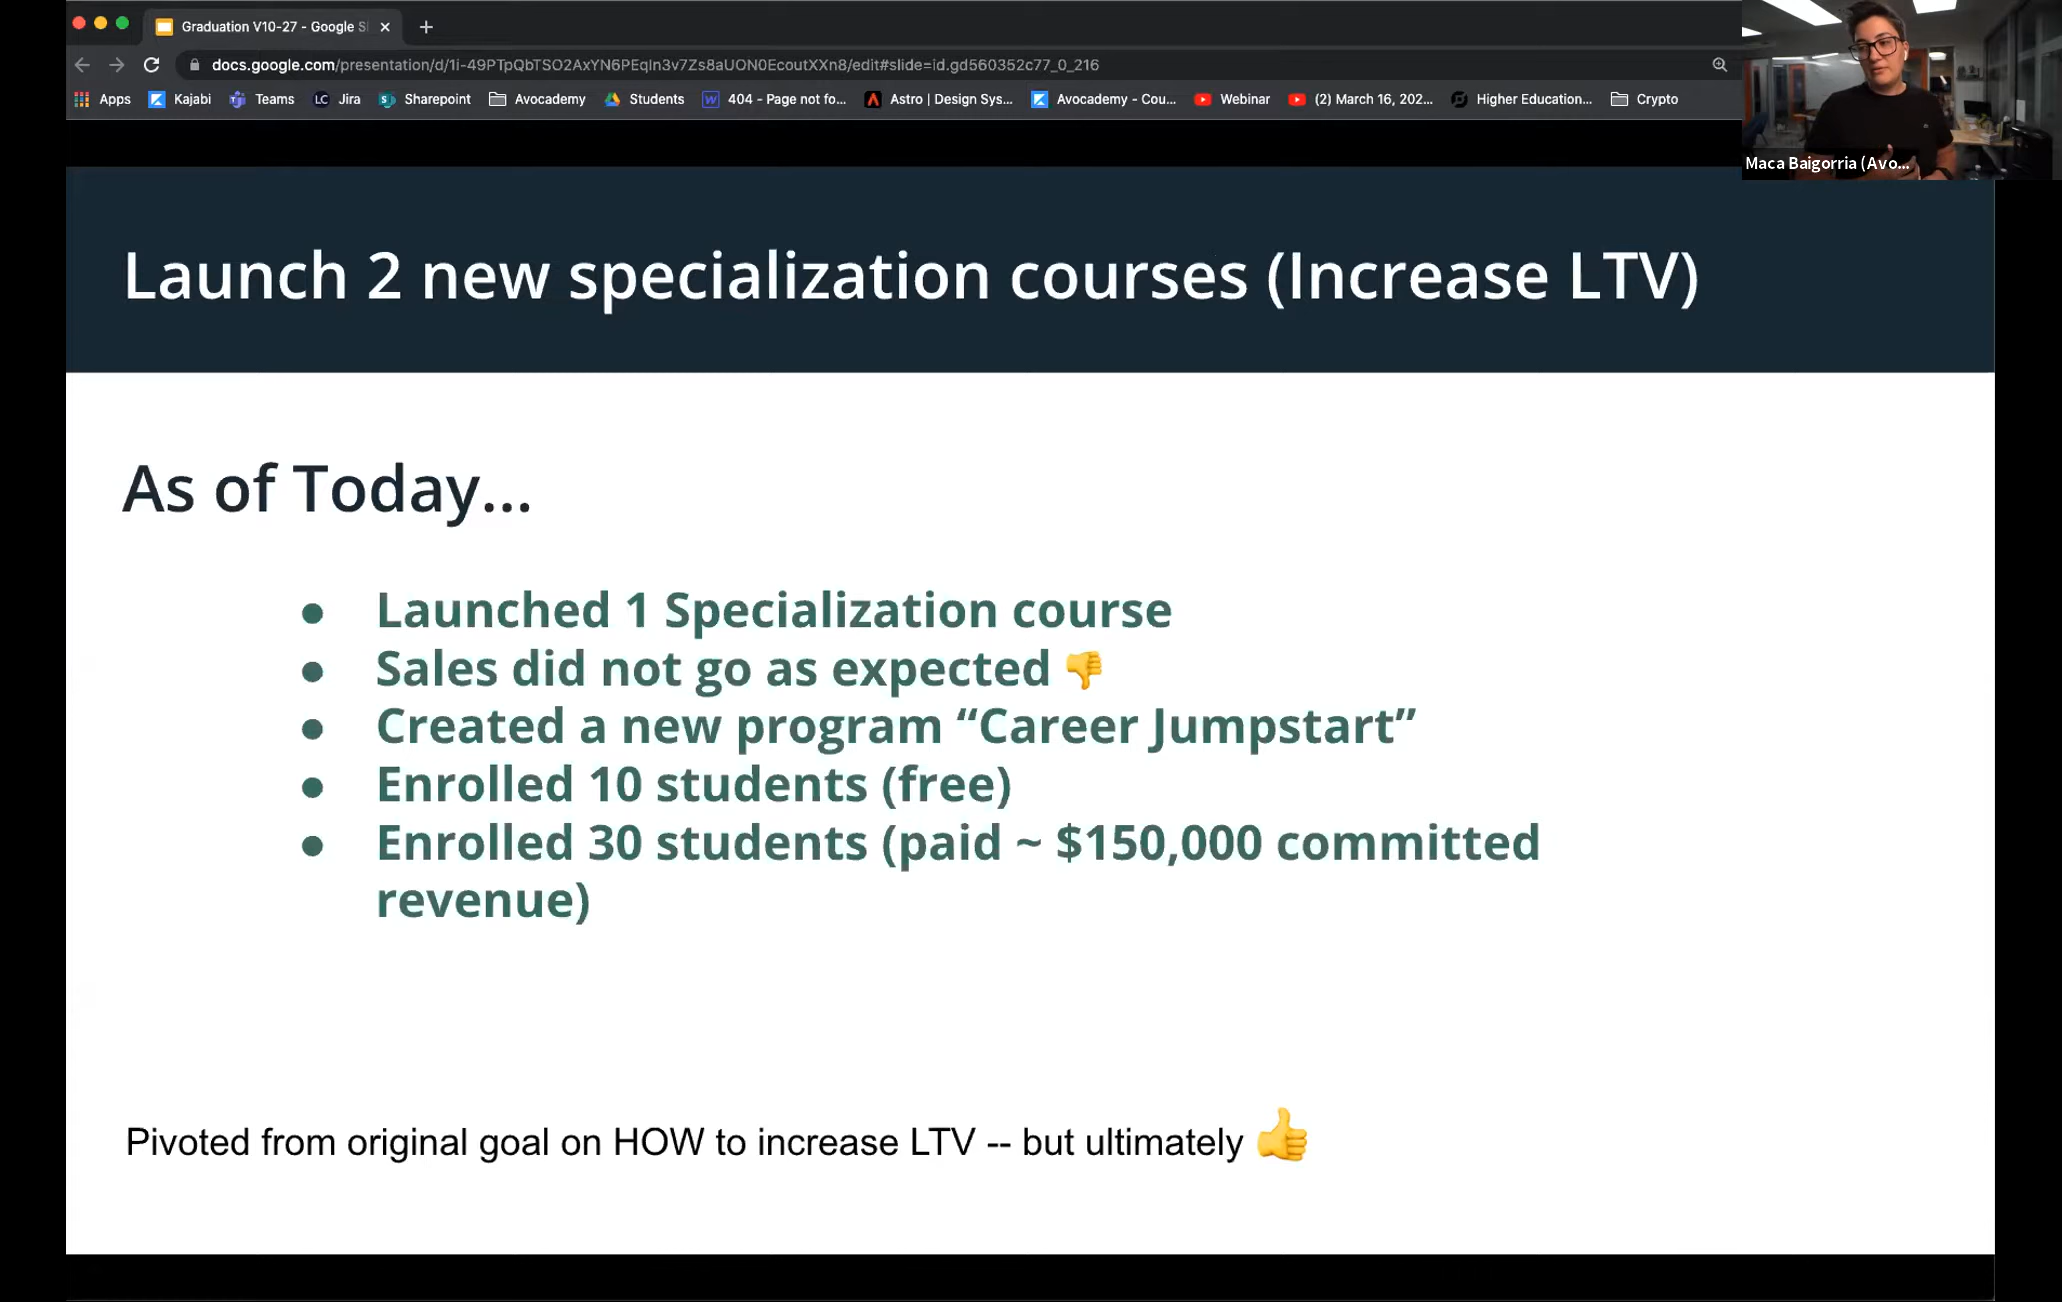 Graduation V10-27 - Google Sl
docs.google.com/presentation/d/1i-49PTpQbTSO2AxYN6PEqln3v7Zs8aUON0EcoutXXn8/edit#slide=id.gd560352c77_0_216
Apps Kajabi Teams LC Jira Sharepoint Avocademy Students 404 - Page not fo... Astro | Design Sys... Avocademy - Cou... Webinar (2) March 16, 202... Higher Education... Crypto
Maca Baigorria (Avo...
Launch 2 new specialization courses (Increase LTV)
As of Today...
● Launched 1 Specialization course
● Sales did not go as expected 👎
● Created a new program “Career Jumpstart”
● Enrolled 10 students (free)
● Enrolled 30 students (paid ~ $150,000 committed
revenue)
Pivoted from original goal on HOW to increase LTV -- but ultimately 👍